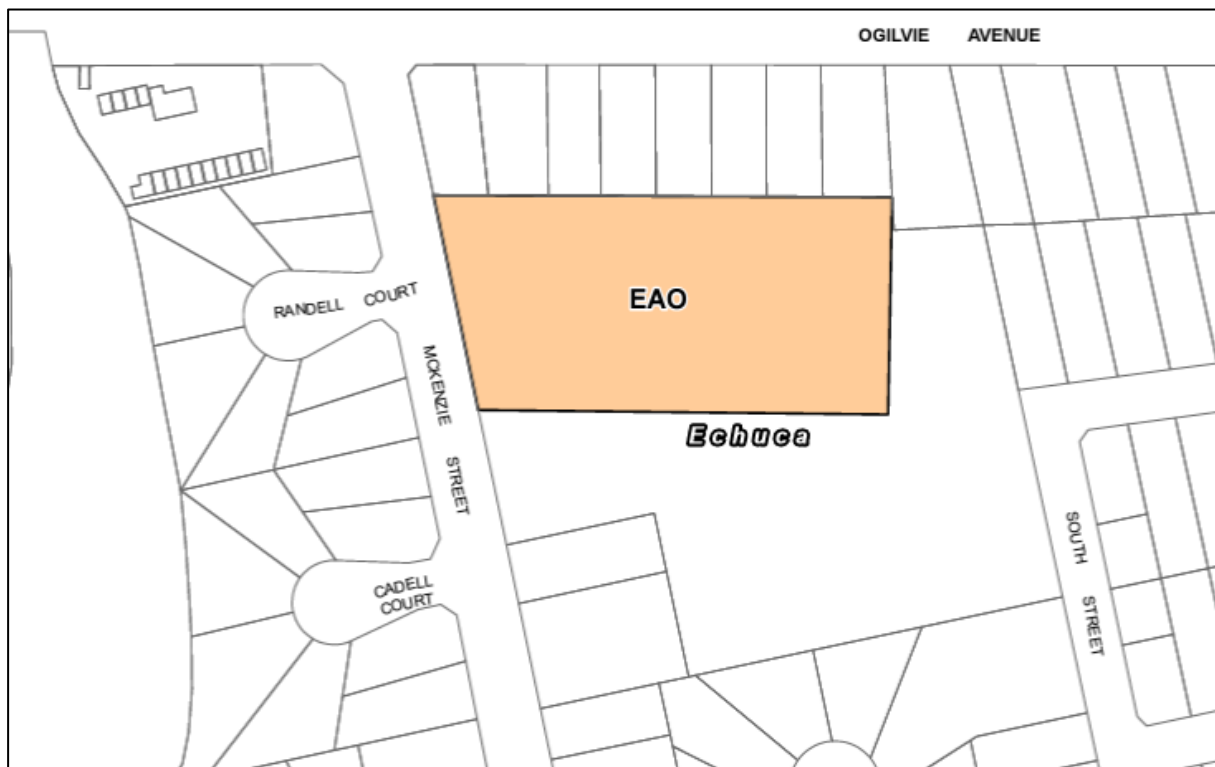 OGILVIE AVENUE
EAO
RANDELL COURT
MCKENZIE STREET
Echuca
SOUTH STREET
CADELL
COURT